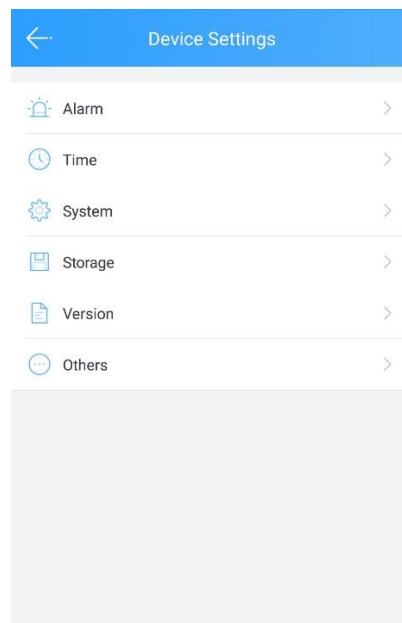 Device Settings
Alarm
Time
System
Storage
Version
Others